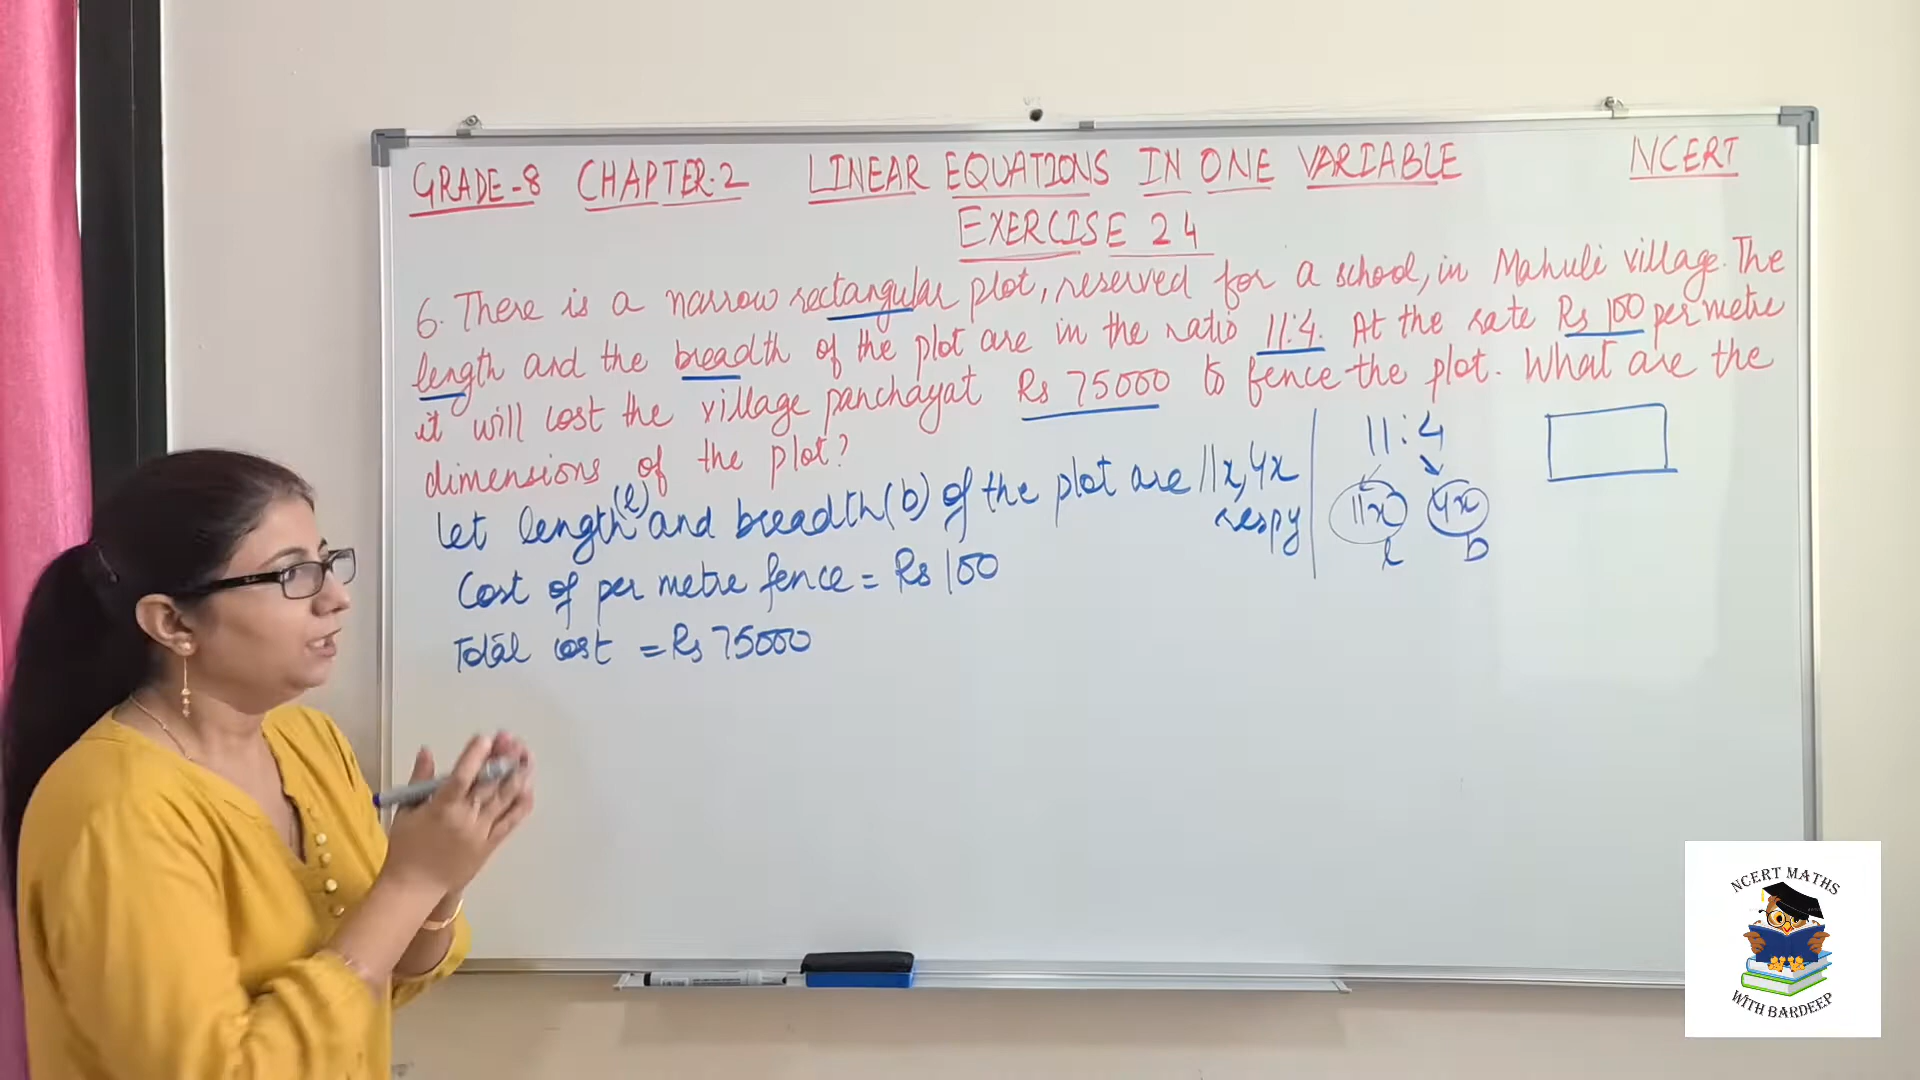 GRADE-8 CHAPTER.2 LINEAR EQUATIONS IN ONE VARIABLE NCERT
EXERCISE 2 4
6. There is a narrow rectangular plot, reserved for a school, in Mahuli village. The
length and the breadth of the plot are in the ratio 11:4. At the rate Rs 100 per metre
it will cost the village panchayat Rs 75000 to fence the plot. What are the
dimensions of the plot?
Let length (l) and breadth (b) of the plot are 11x, 4x
respy
Cost of per metre fence = Rs 100
Total cost = Rs 75000
11:4
11x 4x
l b
NCERT MATHS
WITH BARDEEP